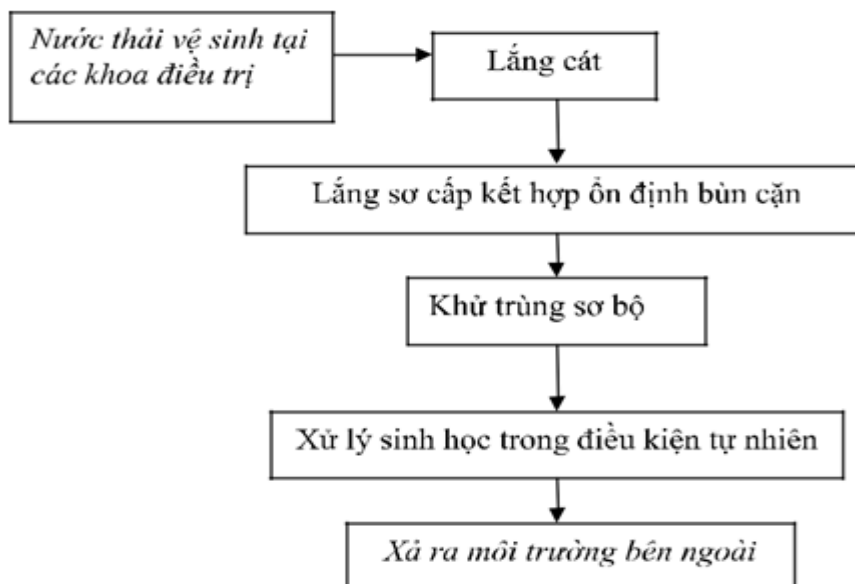 Nước thải vệ sinh tại
các khoa điều trị
Lắng cát
Lắng sơ cấp kết hợp ổn định bùn cặn
Khử trùng sơ bộ
Xử lý sinh học trong điều kiện tự nhiên
Xả ra môi trường bên ngoài